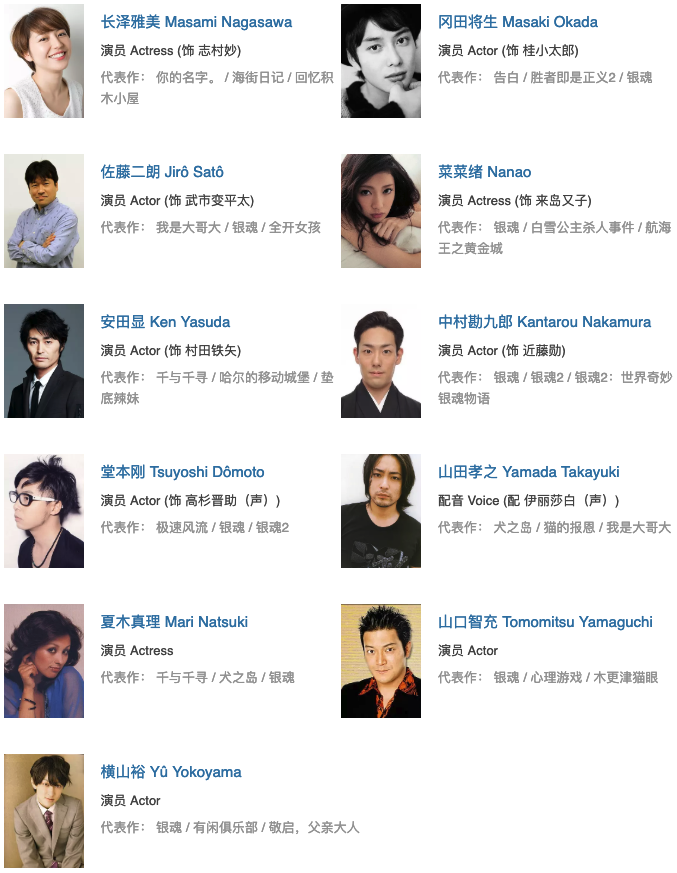 长泽雅美 Masami Nagasawa
演员 Actress (饰 志村妙)
代表作： 你的名字。 / 海街日记 / 回忆积
木小屋
冈田将生 Masaki Okada
演员 Actor (饰 桂小太郎)
代表作： 告白 / 胜者即是正义2 / 银魂
佐藤二朗 Jirô Satô
演员 Actor (饰 武市变平太)
代表作： 我是大哥大 / 银魂 / 全开女孩
菜菜绪 Nanao
演员 Actress (饰 来岛又子)
代表作： 银魂 / 白雪公主杀人事件 / 航海
王之黄金城
安田显 Ken Yasuda
演员 Actor (饰 村田铁矢)
代表作： 千与千寻 / 哈尔的移动城堡 / 垫
底辣妹
中村勘九郎 Kantarou Nakamura
演员 Actor (饰 近藤勋)
代表作： 银魂 / 银魂2 / 银魂2：世界奇妙
银魂物语
堂本刚 Tsuyoshi Dômoto
演员 Actor (饰 高杉晋助（声）)
代表作： 极速风流 / 银魂 / 银魂2
山田孝之 Yamada Takayuki
配音 Voice (配 伊丽莎白（声）)
代表作： 犬之岛 / 猫的报恩 / 我是大哥大
夏木真理 Mari Natsuki
演员 Actress
代表作： 千与千寻 / 犬之岛 / 银魂
山口智充 Tomomitsu Yamaguchi
演员 Actor
代表作： 银魂 / 心理游戏 / 木更津猫眼
横山裕 Yû Yokoyama
演员 Actor
代表作： 银魂 / 有闲俱乐部 / 敬启，父亲大人